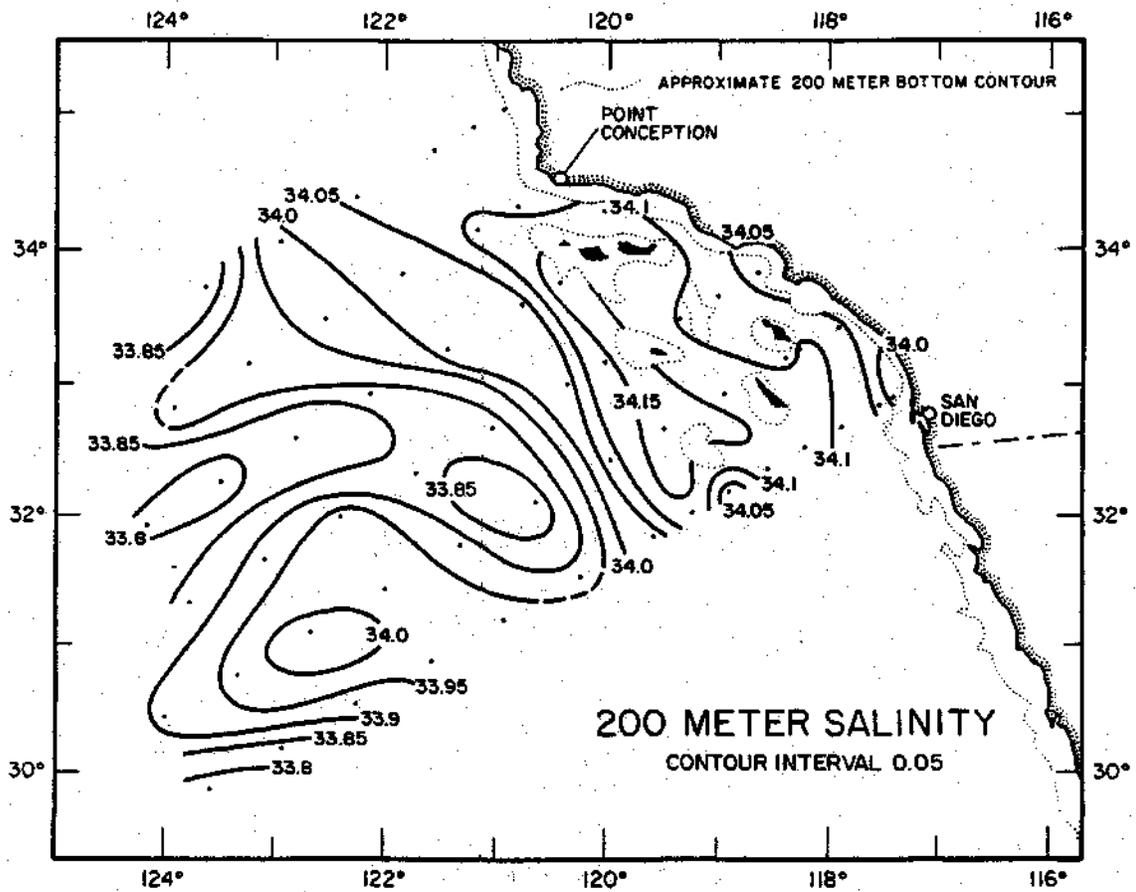 124° 122° 120° 118° 116°
APPROXIMATE 200 METER BOTTOM CONTOUR
POINT
CONCEPTION
34.05
34.0
34.1
34.05
34° 34°
33.85
34.0
34.15
SAN
DIEGO
33.85
34.1
33.85
34.1
34.05
32° 32°
33.8
34.0
34.0
33.95
33.9
200 METER SALINITY
33.85
CONTOUR INTERVAL 0.05
33.8
30° 30°
124° 122° 120° 118° 116°